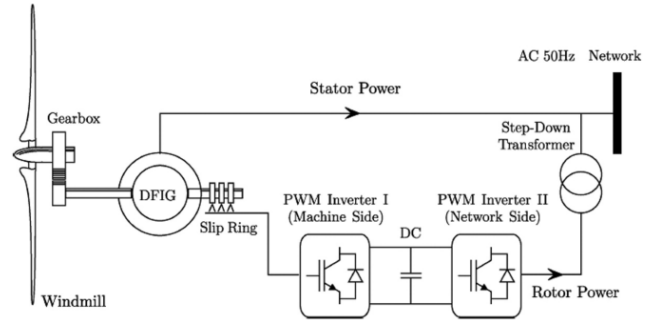 AC 50Hz Network
Stator Power
Gearbox
Step-Down
Transformer
DFIG
PWM Inverter I
(Machine Side)
PWM Inverter II
(Network Side)
Slip Ring
DC
Rotor Power
Windmill